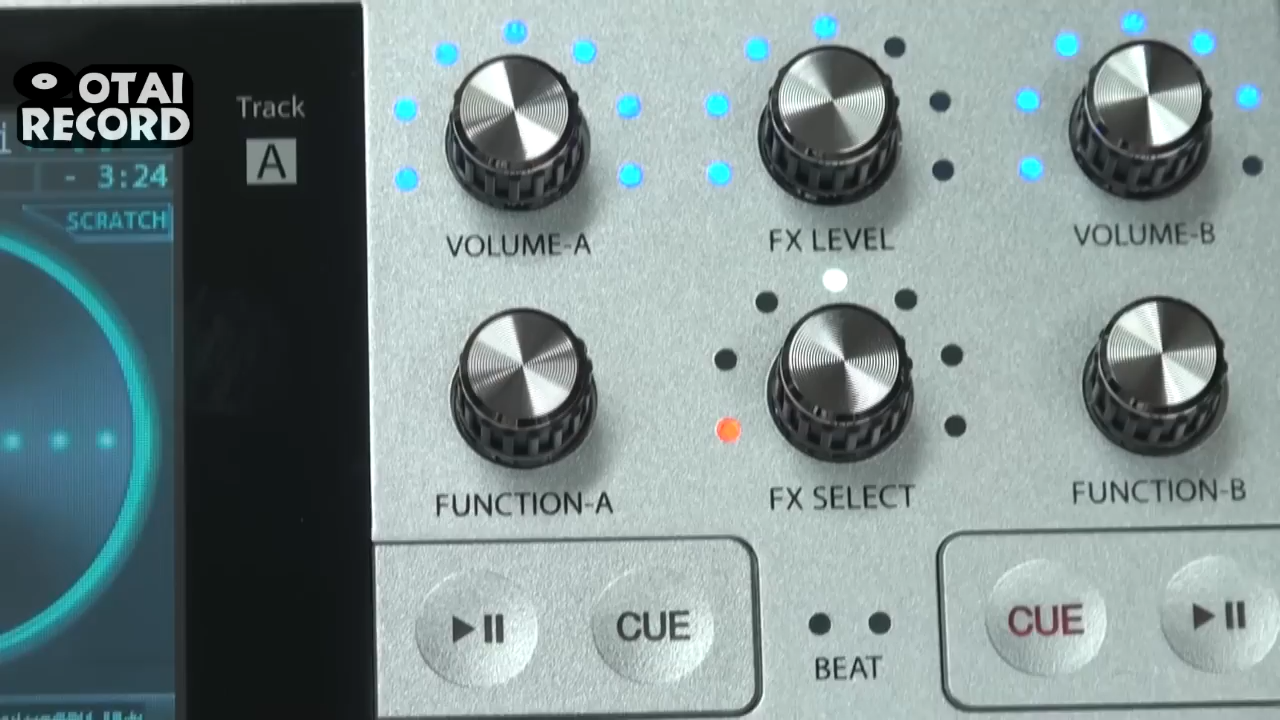 OTAI
RECORD
Track
A
- 3:24
SCRATCH
VOLUME-A
FX LEVEL
VOLUME-B
FUNCTION-A
FX SELECT
FUNCTION-B
CUE
CUE
BEAT